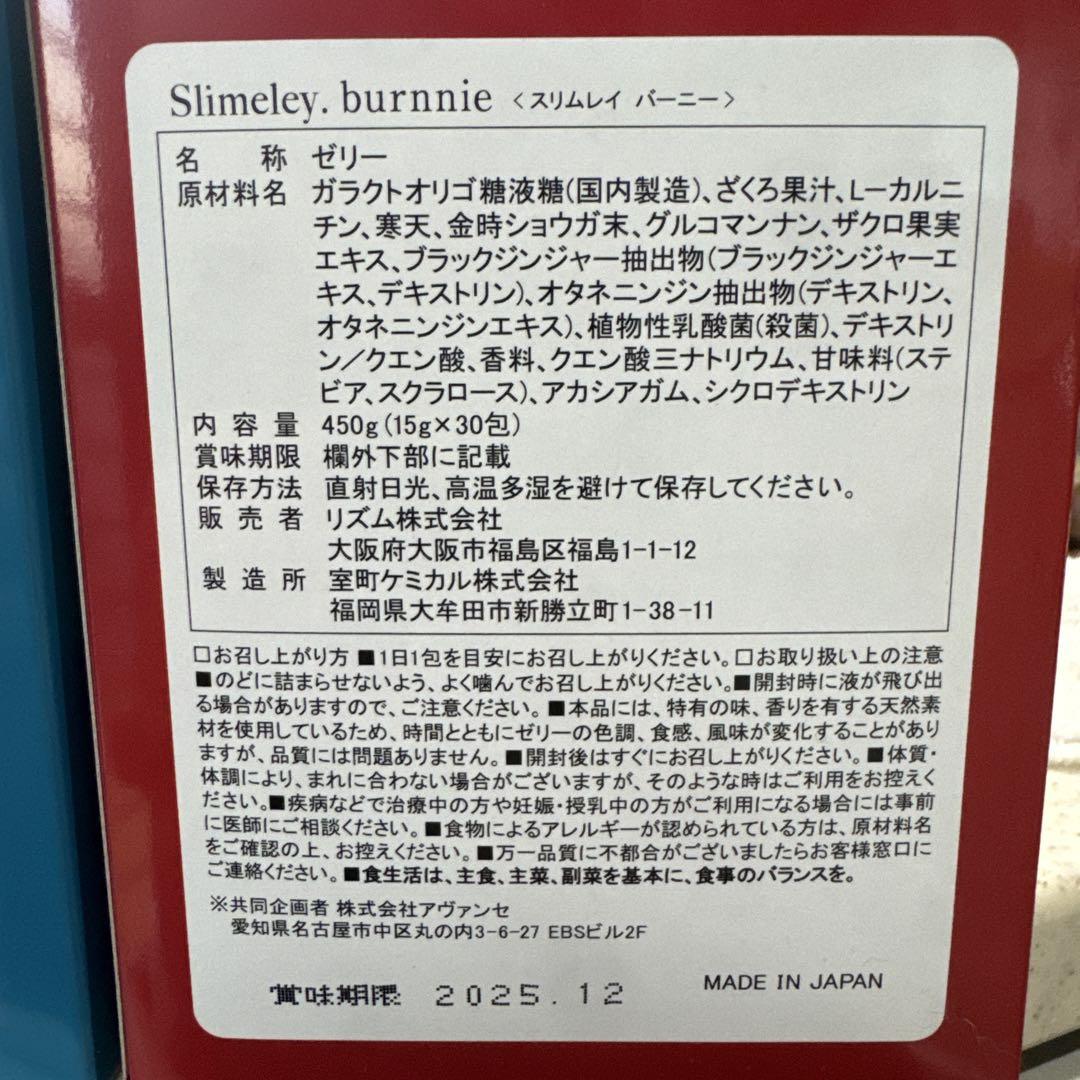 Slimeley. burnnie <スリムレイ バーニー>
名称 ゼリー
原材料名 ガラクトオリゴ糖液糖(国内製造)、ざくろ果汁、L-カルニ
チン、寒天、金時ショウガ末、グルコマンナン、ザクロ果実
エキス、ブラックジンジャー抽出物(ブラックジンジャーエ
キス、デキストリン)、オタネニンジン抽出物(デキストリン、
オタネニンジンエキス)、植物性乳酸菌(殺菌)、デキストリ
ン/クエン酸、香料、クエン酸三ナトリウム、甘味料(ステ
ビア、スクラロース)、アカシアガム、シクロデキストリン
内容量 450g(15g×30包)
賞味期限 欄外下部に記載
保存方法 直射日光、高温多湿を避けて保存してください。
販売者 リズム株式会社
大阪府大阪市福島区福島1-1-12
製造所 室町ケミカル株式会社
福岡県大牟田市新勝立町1-38-11
□お召し上がり方 ■1日1包を目安にお召し上がりください。□お取り扱い上の注意
■のどに詰まらせないよう、よく噛んでお召し上がりください。■開封時に液が飛び出
る場合がありますので、ご注意ください。■本品には、特有の味、香りを有する天然素
材を使用しているため、時間とともにゼリーの色調、食感、風味が変化することがあり
ますが、品質には問題ありません。■開封後はすぐにお召し上がりください。■体質・
体調により、まれに合わない場合がございますが、そのような時はご利用をお控えく
ださい。■疾病などで治療中の方や妊娠・授乳中の方がご利用になる場合には事前
に医師にご相談ください。■食物によるアレルギーが認められている方は、原材料名
をご確認の上、お控えください。■万一品質に不都合がございましたらお客様窓口に
ご連絡ください。■食生活は、主食、主菜、副菜を基本に、食事のバランスを。
※共同企画者 株式会社アヴァンセ
愛知県名古屋市中区丸の内3-6-27 EBSビル2F
賞味期限 2025.12
MADE IN JAPAN